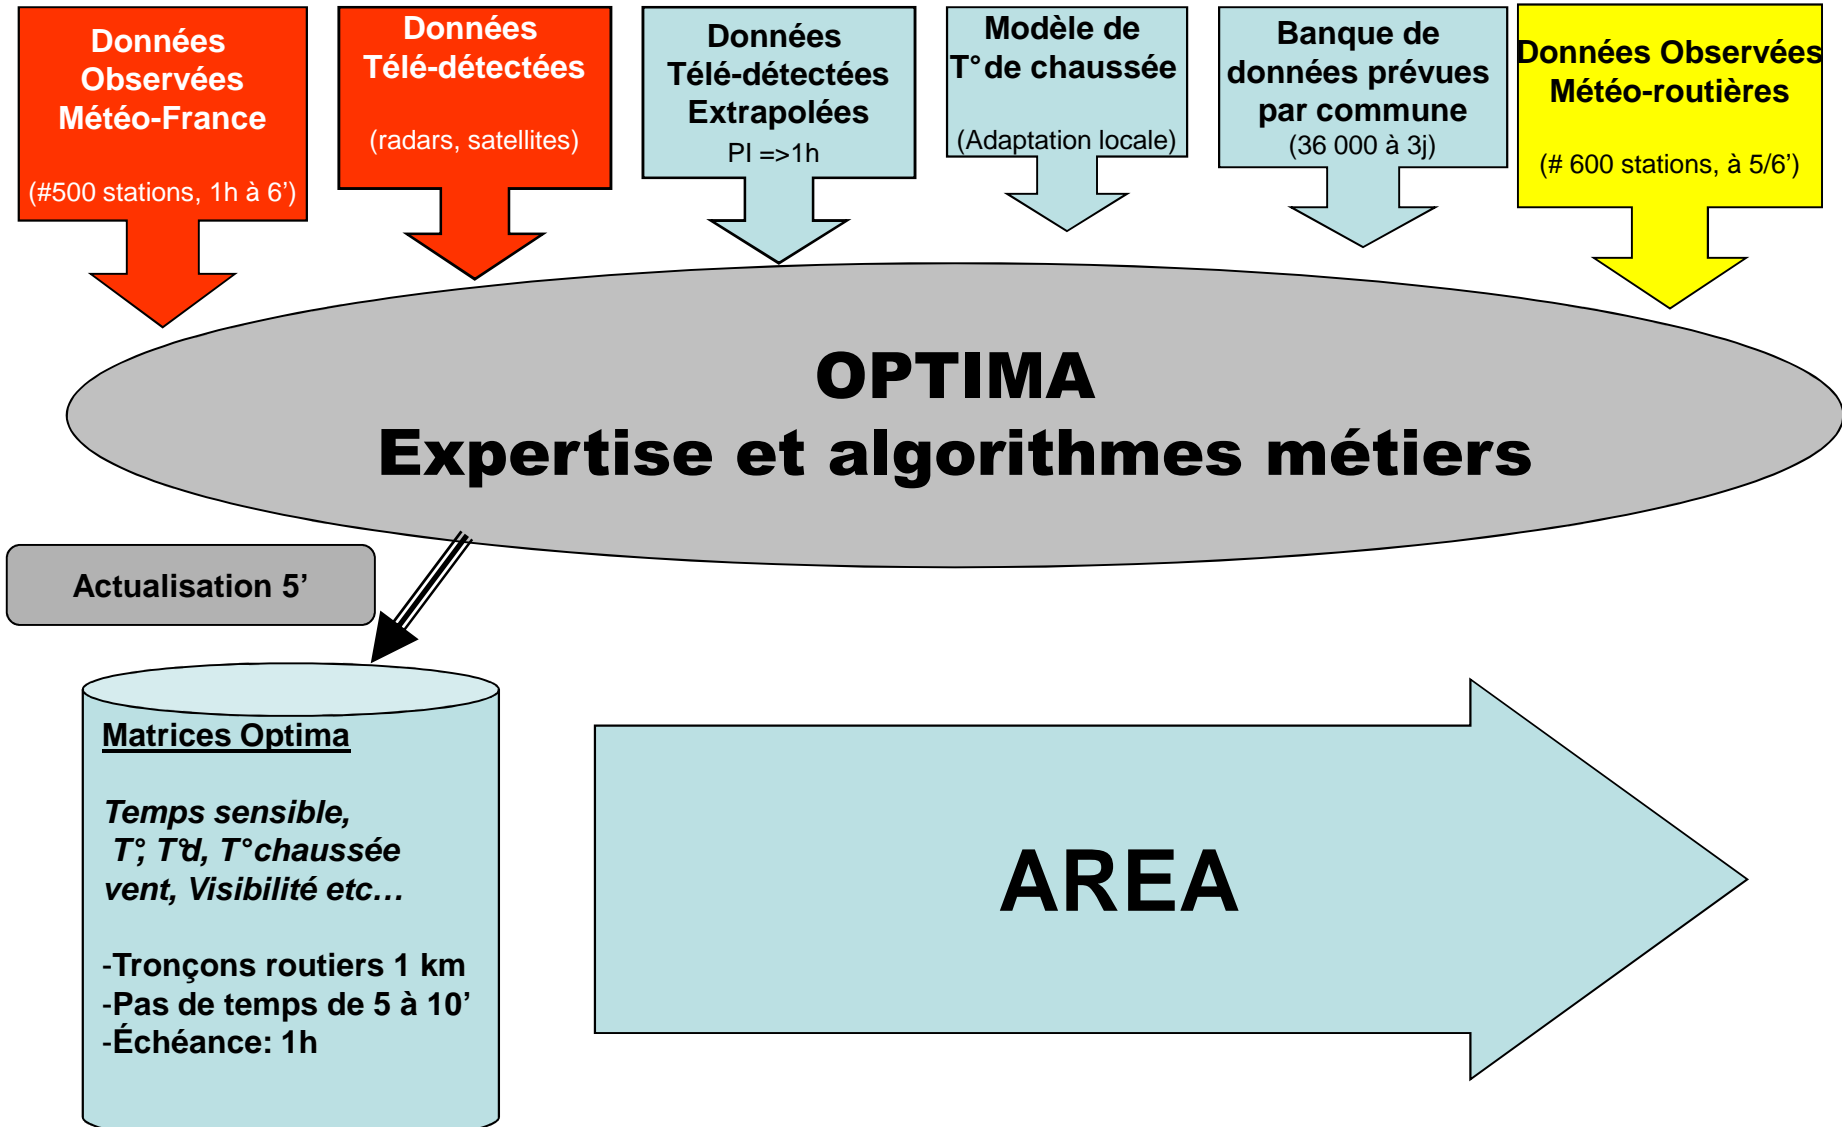 Données
Observées
Météo-France
(#500 stations, 1h à 6’)
Données
Télé-détectées
(radars, satellites)
Données
Télé-détectées
Extrapolées
PI =>1h
Modèle de
T° de chaussée
(Adaptation locale)
Banque de
données prévues
par commune
(36 000 à 3j)
Données Observées
Météo-routières
(# 600 stations, à 5/6’)
OPTIMA
Expertise et algorithmes métiers
Actualisation 5’
Matrices Optima
Temps sensible,
T°, T°d, T° chaussée
vent, Visibilité etc…
-Tronçons routiers 1 km
-Pas de temps de 5 à 10’
-Échéance: 1h
AREA